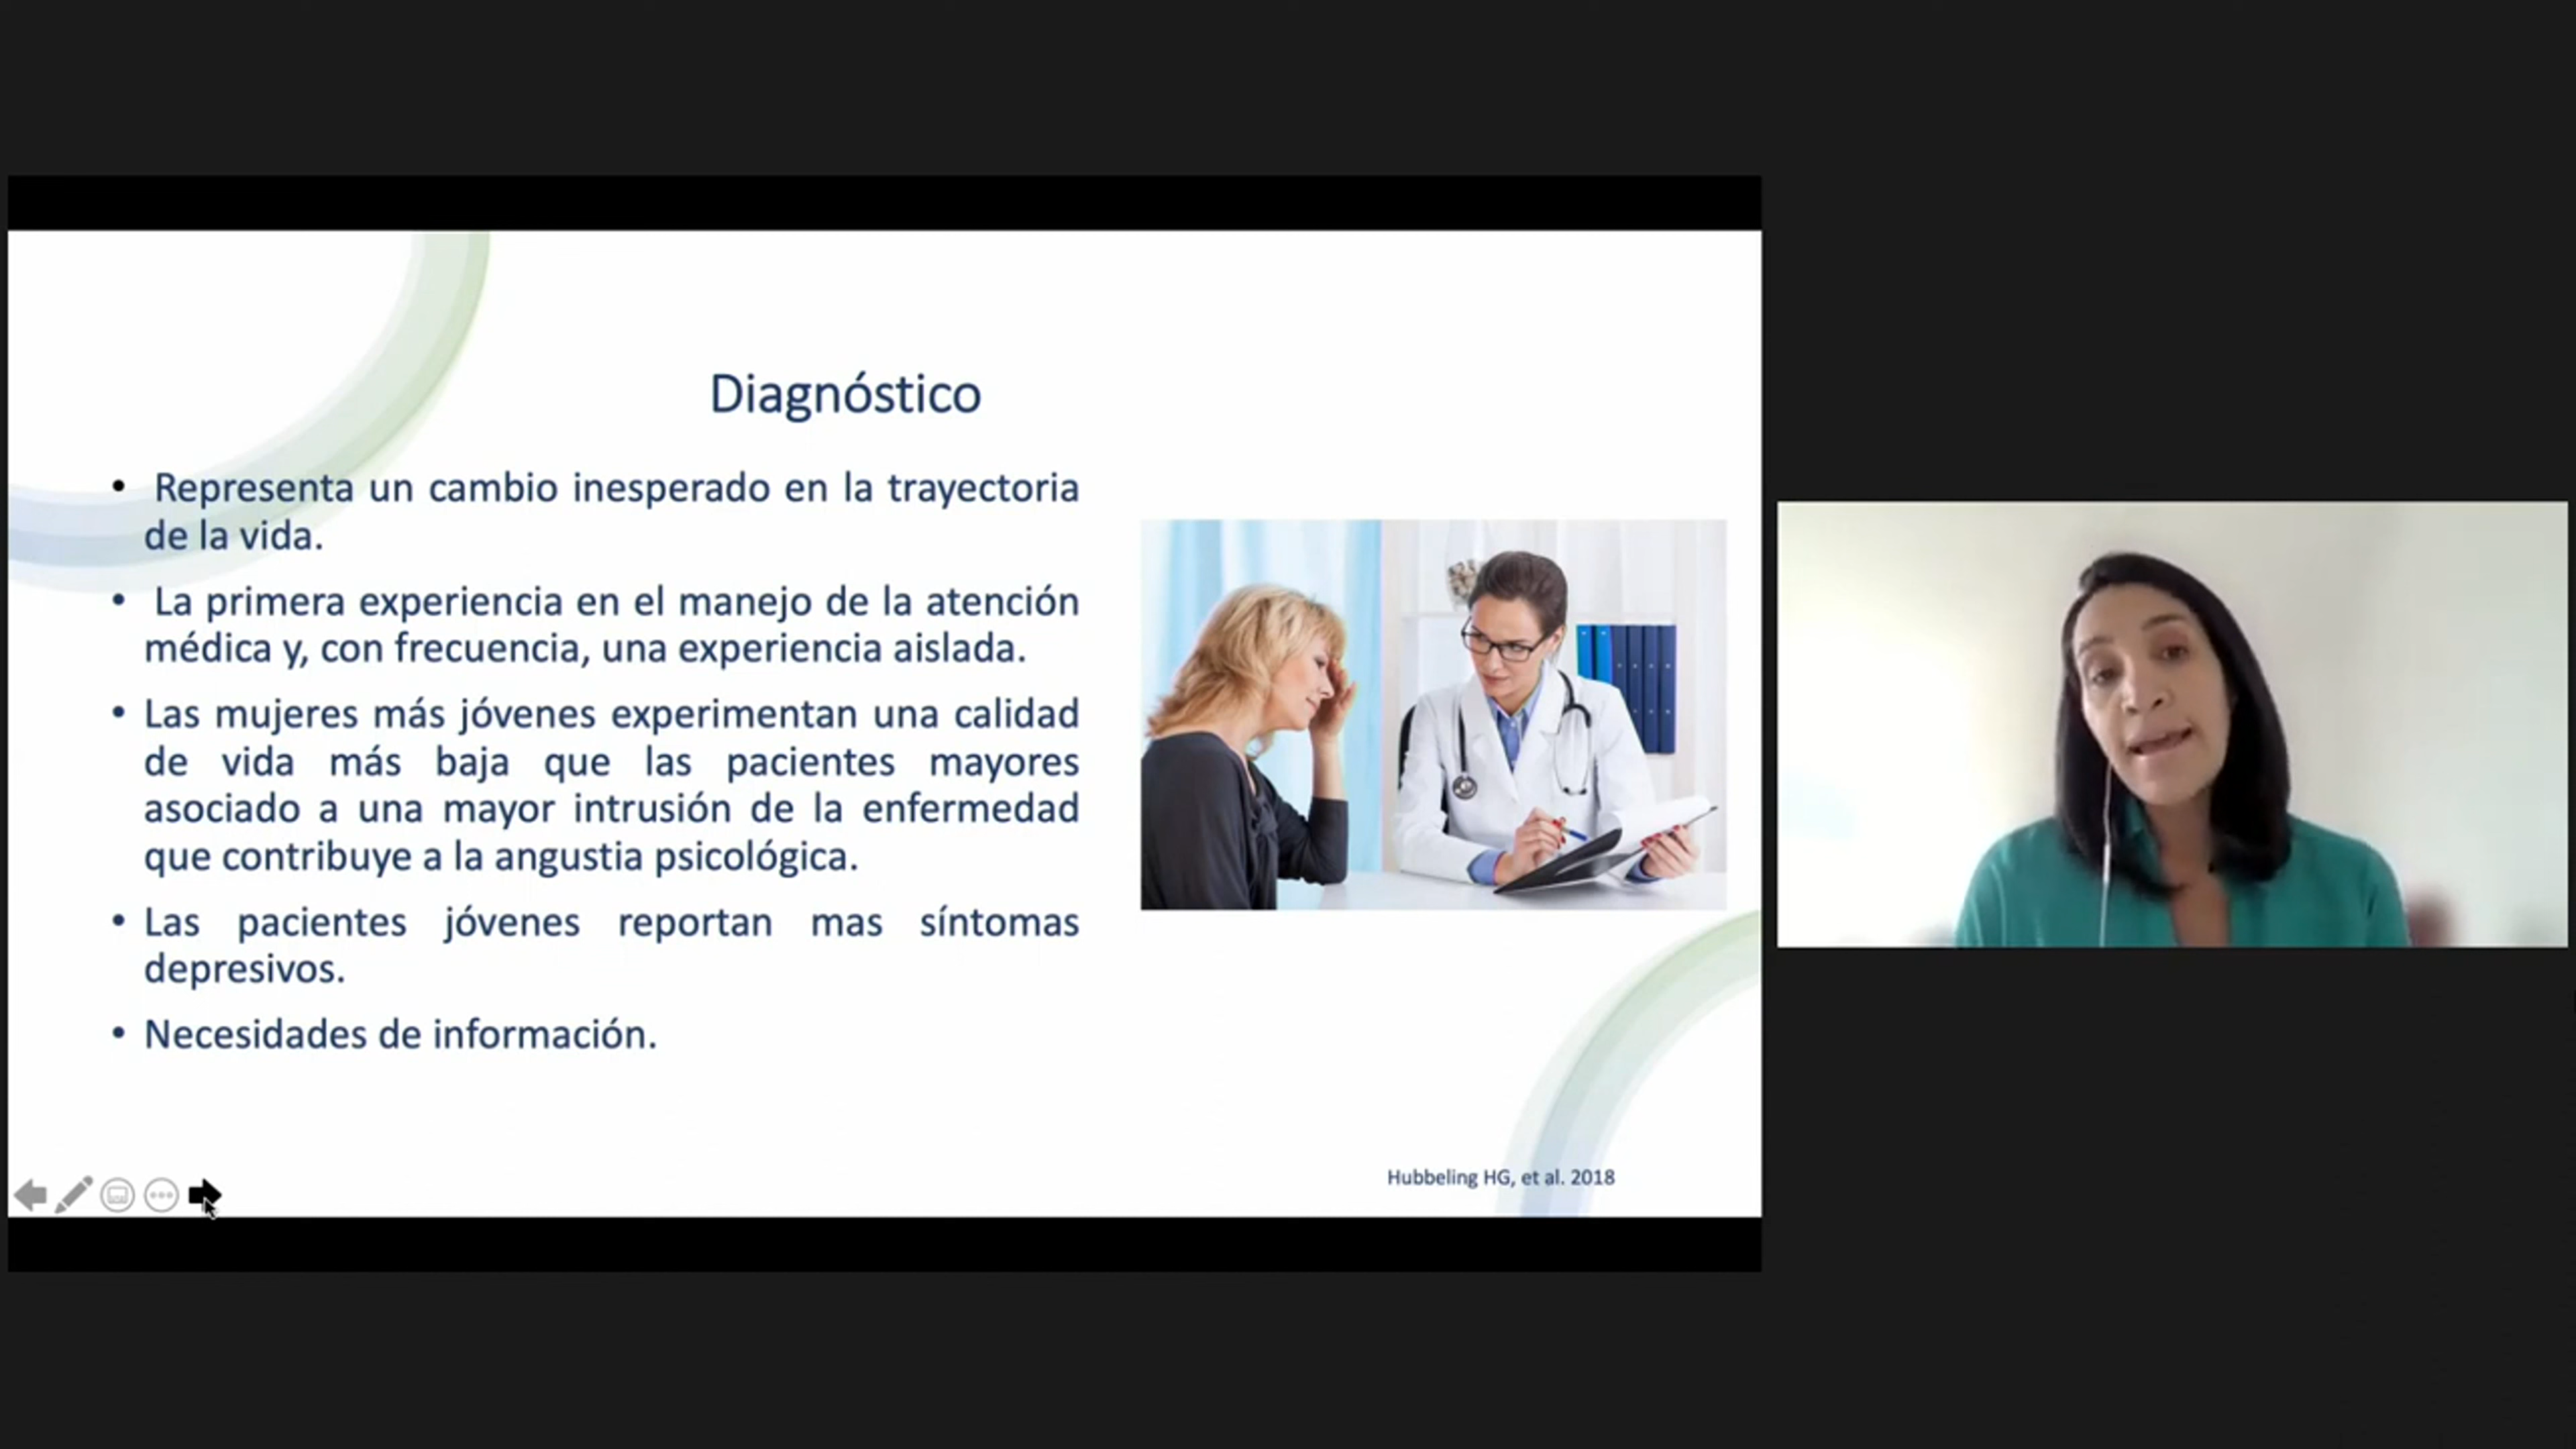 Diagnóstico
• Representa un cambio inesperado en la trayectoria
de la vida.
• La primera experiencia en el manejo de la atención
médica y, con frecuencia, una experiencia aislada.
• Las mujeres más jóvenes experimentan una calidad
de vida más baja que las pacientes mayores
asociado a una mayor intrusión de la enfermedad
que contribuye a la angustia psicológica.
• Las pacientes jóvenes reportan mas síntomas
depresivos.
• Necesidades de información.
Hubbeling HG, et al. 2018